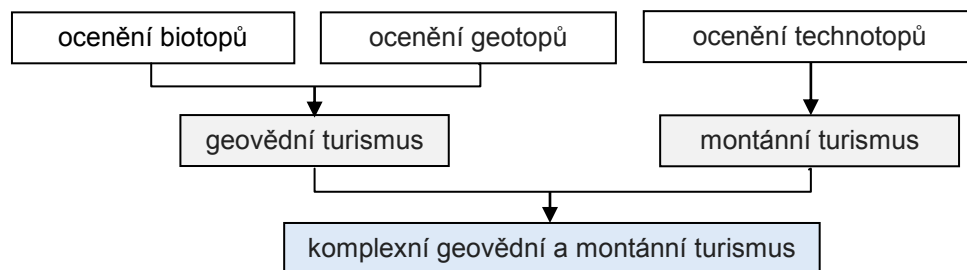 ocenění biotopů
ocenění geotopů
ocenění technotopů
geovědní turismus
montánní turismus
komplexní geovědní a montánní turismus